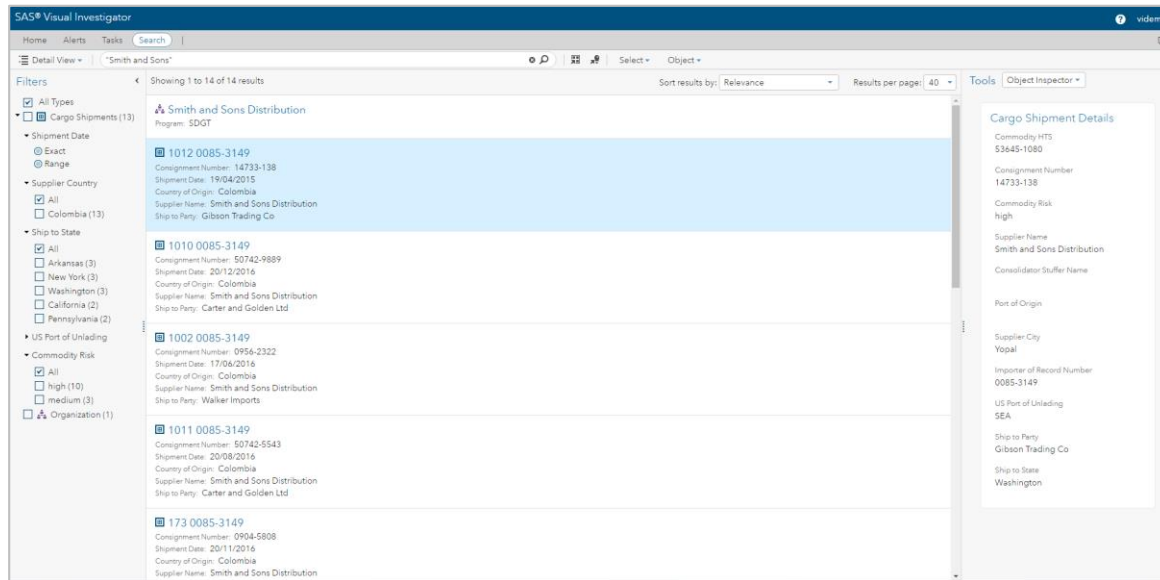 SAS® Visual Investigator
videm
Home Alerts Tasks Search
Detail View "Smith and Sons" Select Object
Filters
All Types
Cargo Shipments (13)
Shipment Date
Exact
Range
Supplier Country
All
Colombia (13)
Ship to State
All
Arkansas (3)
New York (3)
Washington (3)
California (2)
Pennsylvania (2)
US Port of Unlading
Commodity Risk
All
high (10)
medium (3)
Organization (1)
Showing 1 to 14 of 14 results Sort results by: Relevance Results per page: 40
Smith and Sons Distribution
Program: SDGT
1012 0085-3149
Consignment Number: 14733-138
Shipment Date: 19/04/2015
Country of Origin: Colombia
Supplier Name: Smith and Sons Distribution
Ship to Party: Gibson Trading Co
1010 0085-3149
Consignment Number: 50742-9889
Shipment Date: 20/12/2016
Country of Origin: Colombia
Supplier Name: Smith and Sons Distribution
Ship to Party: Carter and Golden Ltd
1002 0085-3149
Consignment Number: 0956-2322
Shipment Date: 17/06/2016
Country of Origin: Colombia
Supplier Name: Smith and Sons Distribution
Ship to Party: Walker Imports
1011 0085-3149
Consignment Number: 50742-5543
Shipment Date: 20/08/2016
Country of Origin: Colombia
Supplier Name: Smith and Sons Distribution
Ship to Party: Carter and Golden Ltd
173 0085-3149
Consignment Number: 0904-5808
Shipment Date: 20/11/2016
Country of Origin: Colombia
Supplier Name: Smith and Sons Distribution
Tools Object Inspector
Cargo Shipment Details
Commodity HTS
53645-1080
Consignment Number
14733-138
Commodity Risk
high
Supplier Name
Smith and Sons Distribution
Consolidator Stuffer Name
Port of Origin
Supplier City
Yopal
Importer of Record Number
0085-3149
US Port of Unlading
SEA
Ship to Party
Gibson Trading Co
Ship to State
Washington